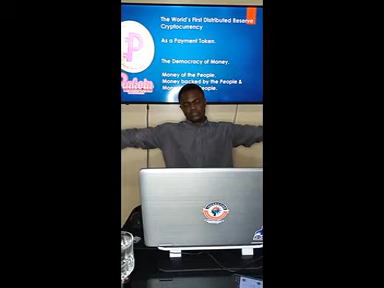 The World's First Distributed Reserve
Cryptocurrency
As a Payment Token.
The Democracy of Money.
Money of the People.
Money backed by the People &